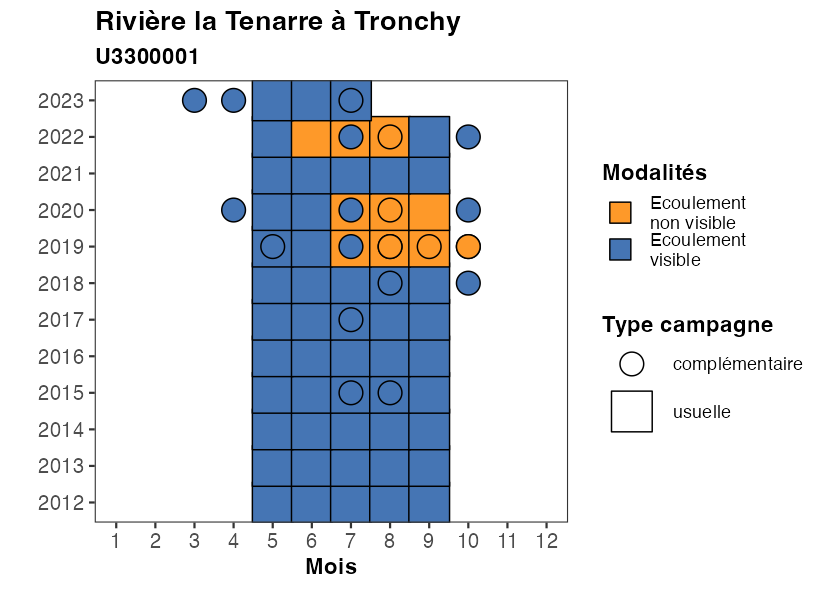 Rivière la Tenarre à Tronchy
U3300001
2023
2022
2021
2020
2019
2018
2017
2016
2015
2014
2013
2012
1 2 3 4 5 6 7 8 9 10 11 12
Mois
Modalités
Ecoulement
non visible
Ecoulement
visible
Type campagne
complémentaire
usuelle